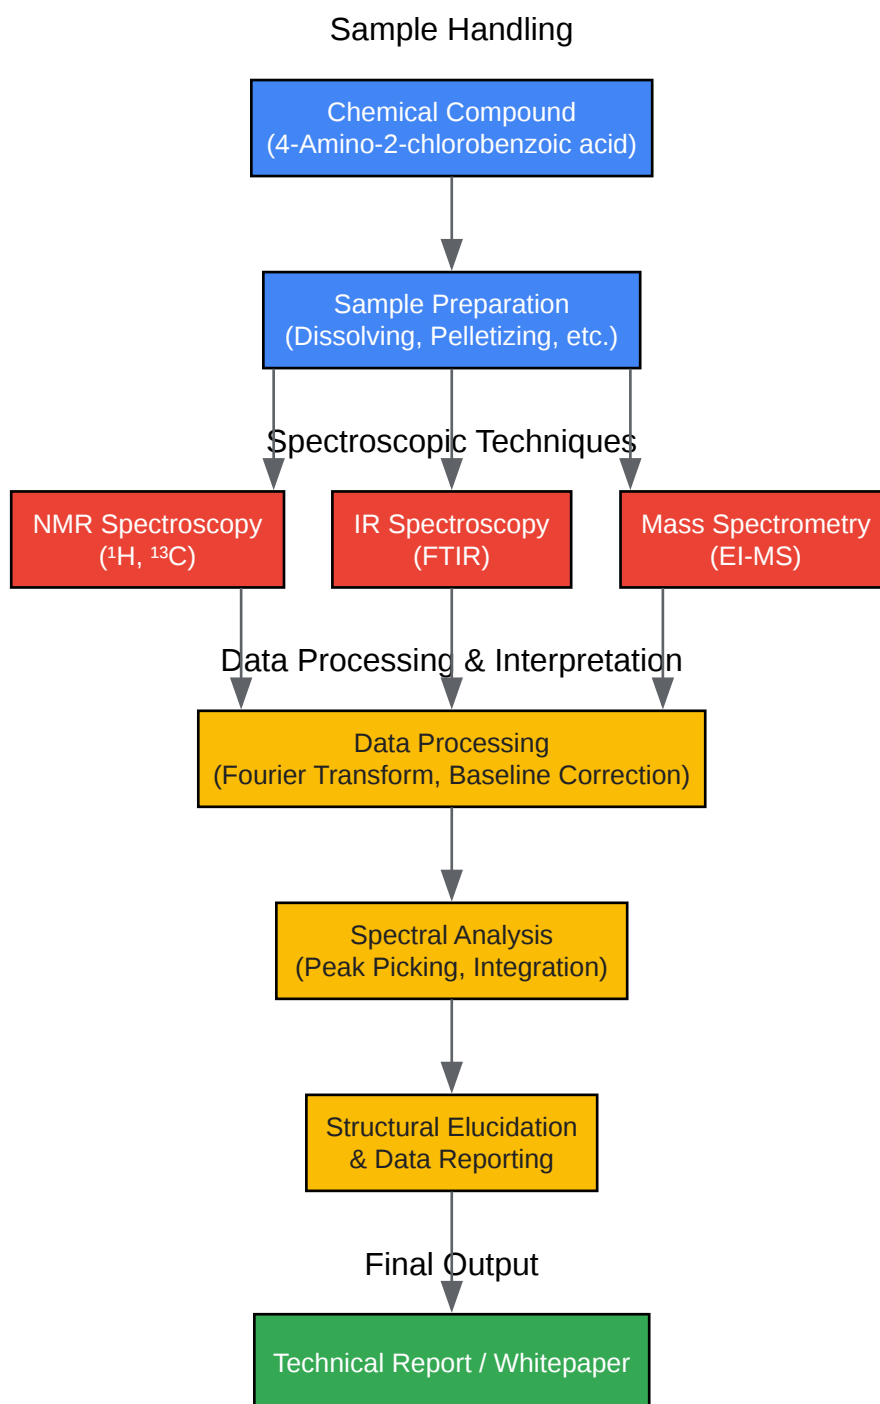 Sample Handling
Chemical Compound
(4-Amino-2-chlorobenzoic acid)
Sample Preparation
(Dissolving, Pelletizing, etc.)
Spectroscopic Techniques
NMR Spectroscopy
(¹H, ¹³C)
IR Spectroscopy
(FTIR)
Mass Spectrometry
(EI-MS)
Data Processing & Interpretation
Data Processing
(Fourier Transform, Baseline Correction)
Spectral Analysis
(Peak Picking, Integration)
Structural Elucidation
& Data Reporting
Final Output
Technical Report / Whitepaper